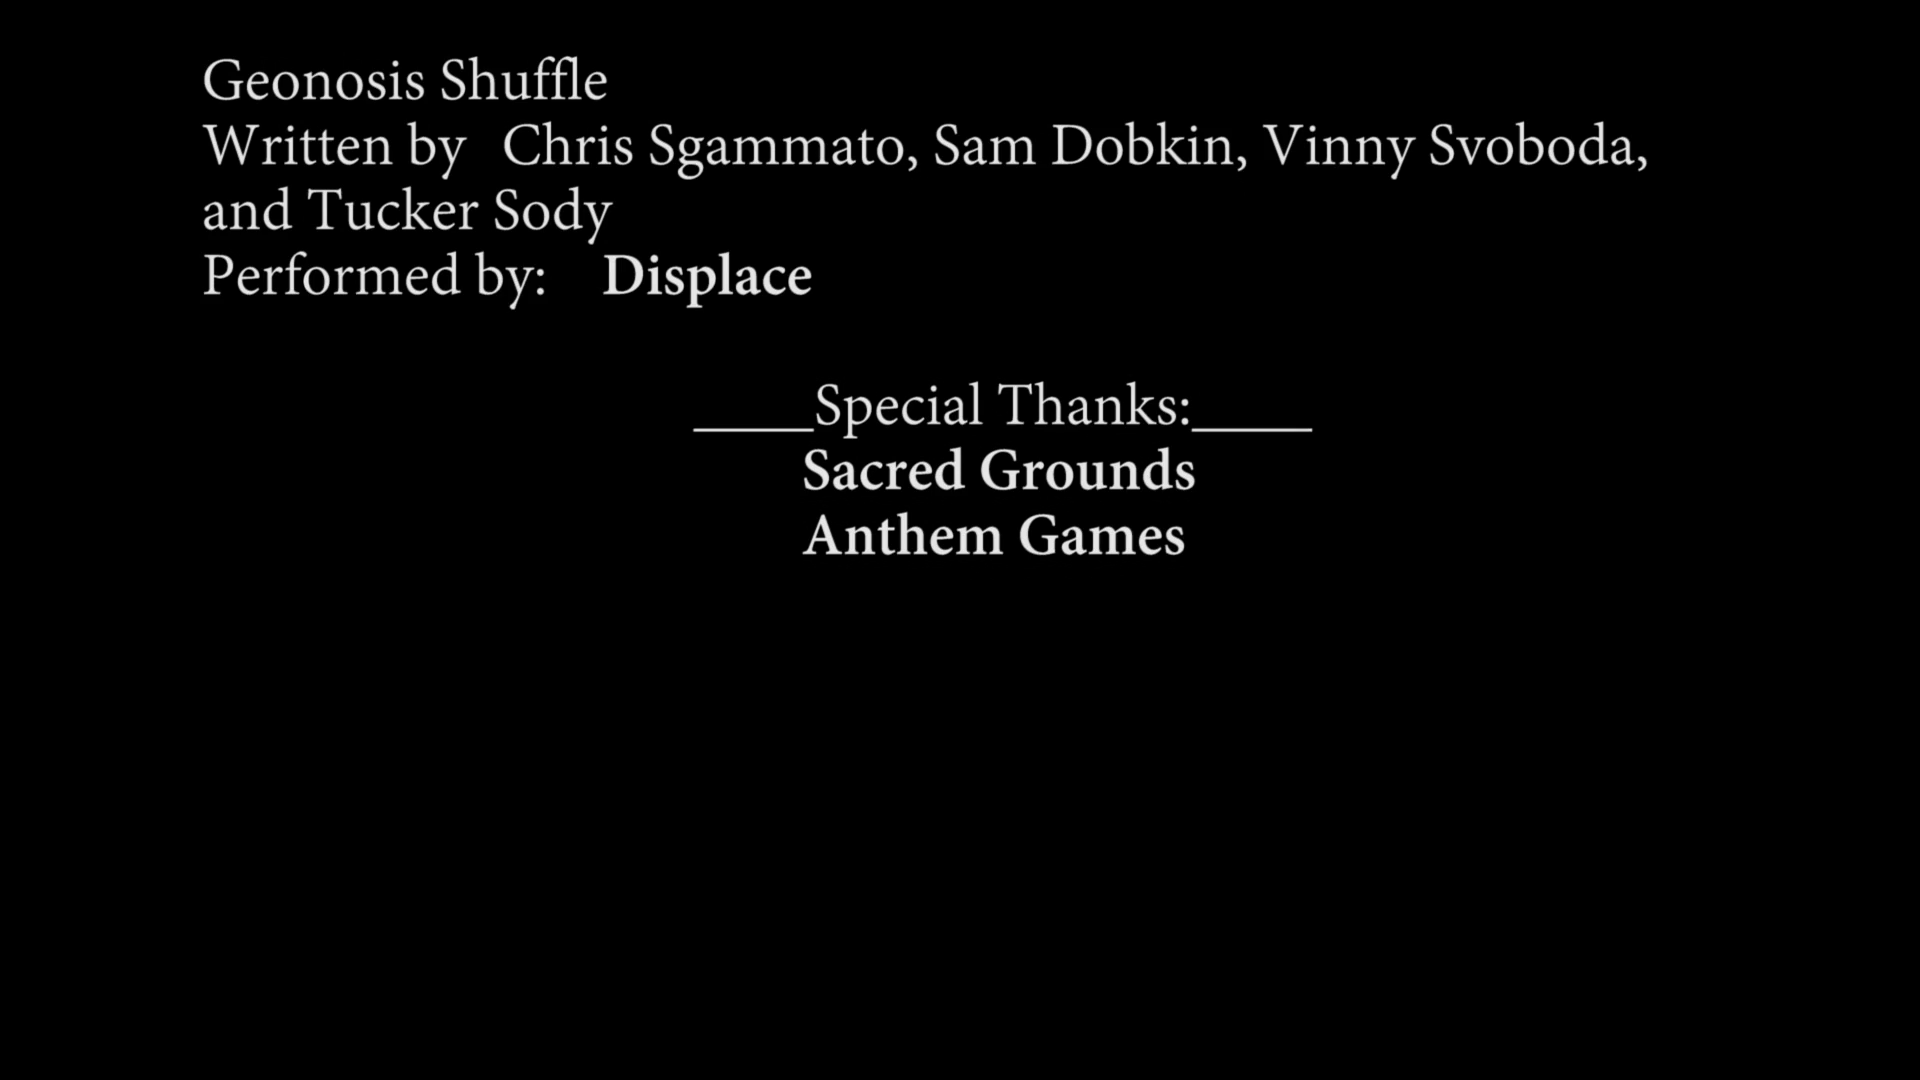 Geonosis Shuffle
Written by Chris Sgammato, Sam Dobkin, Vinny Svoboda,
and Tucker Sody
Performed by: Displace
____Special Thanks:____
Sacred Grounds
Anthem Games